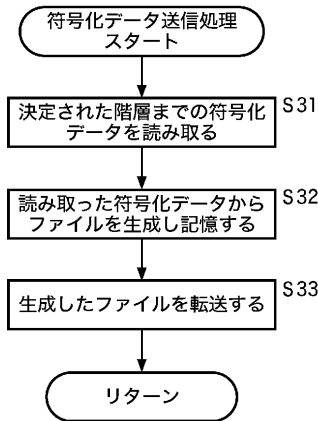 符号化データ送信処理
スタート
決定された階層までの符号化
データを読み取る
S31
読み取った符号化データから
ファイルを生成し記憶する
S32
生成したファイルを転送する
S33
リターン